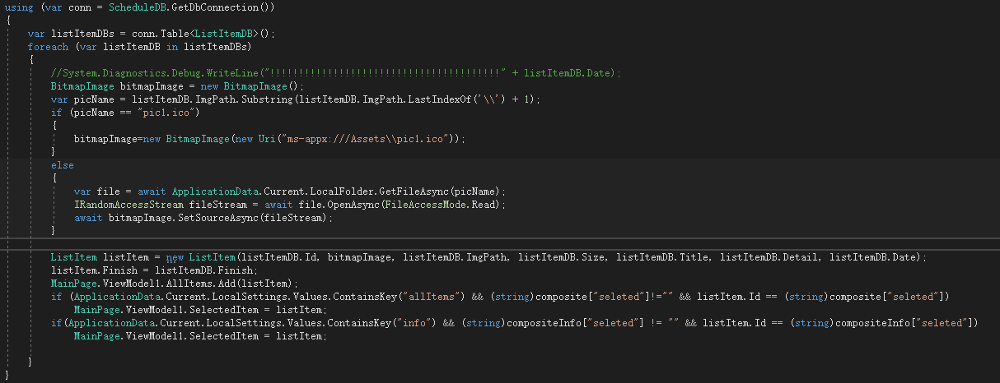 using (var conn = ScheduleDB.GetDbConnection())
{
var listItemDBs = conn.Table<ListItemDB>();
foreach (var listItemDB in listItemDBs)
{
//System.Diagnostics.Debug.WriteLine("!!!!!!!!!!!!!!!!!!!!!!!!!!!!!!!!!!!!!!!!" + listItemDB.Date);
BitmapImage bitmapImage = new BitmapImage();
var picName = listItemDB.ImgPath.Substring(listItemDB.ImgPath.LastIndexOf('\\') + 1);
if (picName == "pic1.ico")
{
bitmapImage=new BitmapImage(new Uri("ms-appx:///Assets\\pic1.ico"));
}
else
{
var file = await ApplicationData.Current.LocalFolder.GetFileAsync(picName);
IRandomAccessStream fileStream = await file.OpenAsync(FileAccessMode.Read);
await bitmapImage.SetSourceAsync(fileStream);
}
ListItem listItem = new ListItem(listItemDB.Id, bitmapImage, listItemDB.ImgPath, listItemDB.Size, listItemDB.Title, listItemDB.Detail, listItemDB.Date);
listItem.Finish = listItemDB.Finish;
MainPage.ViewModel1.AllItems.Add(listItem);
if (ApplicationData.Current.LocalSettings.Values.ContainsKey("allItems") && (string)composite["seleted"]!="" && listItem.Id == (string)composite["seleted"])
MainPage.ViewModel1.SelectedItem = listItem;
if(ApplicationData.Current.LocalSettings.Values.ContainsKey("info") && (string)compositeInfo["seleted"] != "" && listItem.Id == (string)compositeInfo["seleted"])
MainPage.ViewModel1.SelectedItem = listItem;
}
}